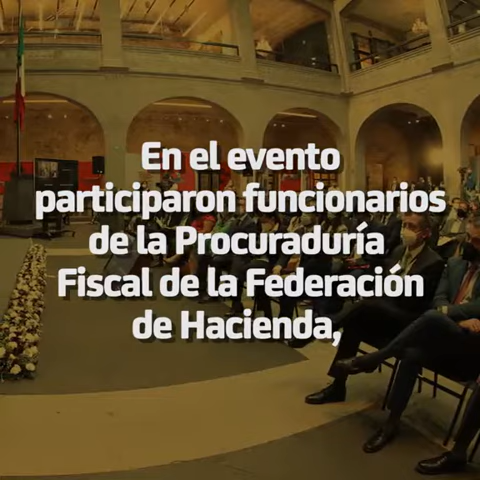 En el evento
participaron funcionarios
de la Procuraduría
Fiscal de la Federación
de Hacienda,